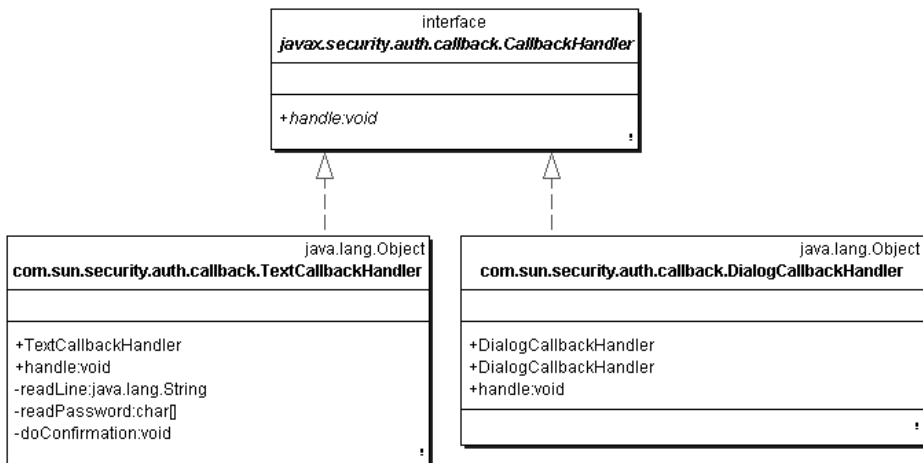 interface
javax.security.auth.callback.CallbackHandler
+handle:void
java.lang.Object
com.sun.security.auth.callback.TextCallbackHandler
+TextCallbackHandler
+handle:void
-readLine:java.lang.String
-readPassword:char[]
-doConfirmation:void
java.lang.Object
com.sun.security.auth.callback.DialogCallbackHandler
+DialogCallbackHandler
+DialogCallbackHandler
+handle:void